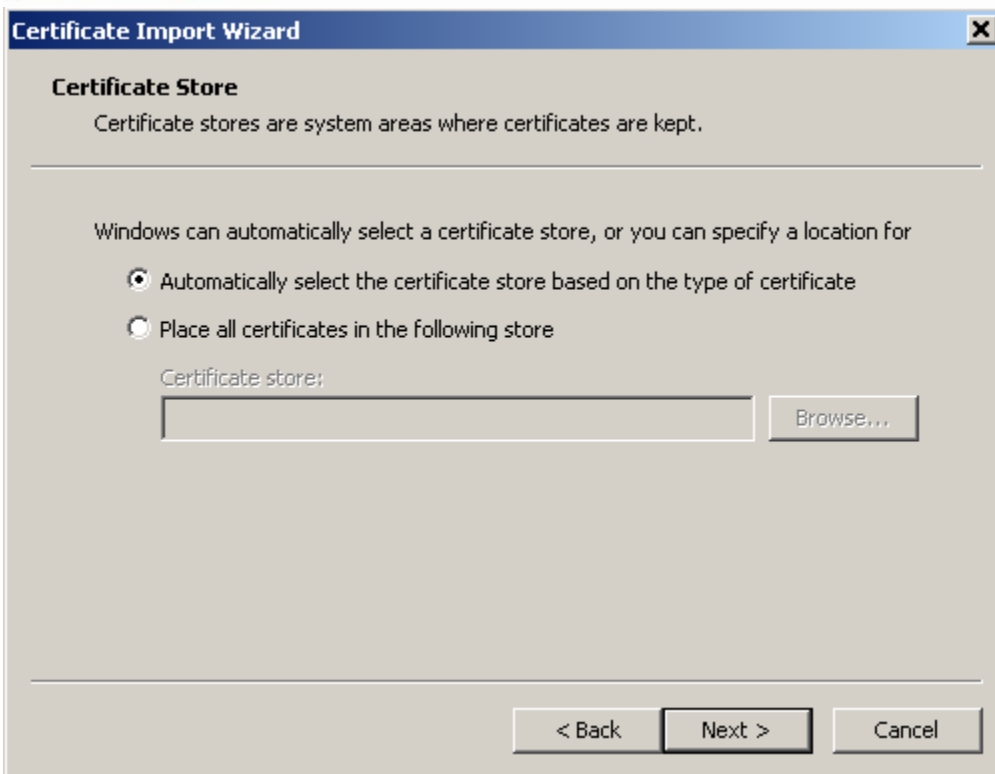 Certificate Import Wizard
Certificate Store
Certificate stores are system areas where certificates are kept.
Windows can automatically select a certificate store, or you can specify a location for
Automatically select the certificate store based on the type of certificate
Place all certificates in the following store
Certificate store:
Browse...
< Back Next > Cancel